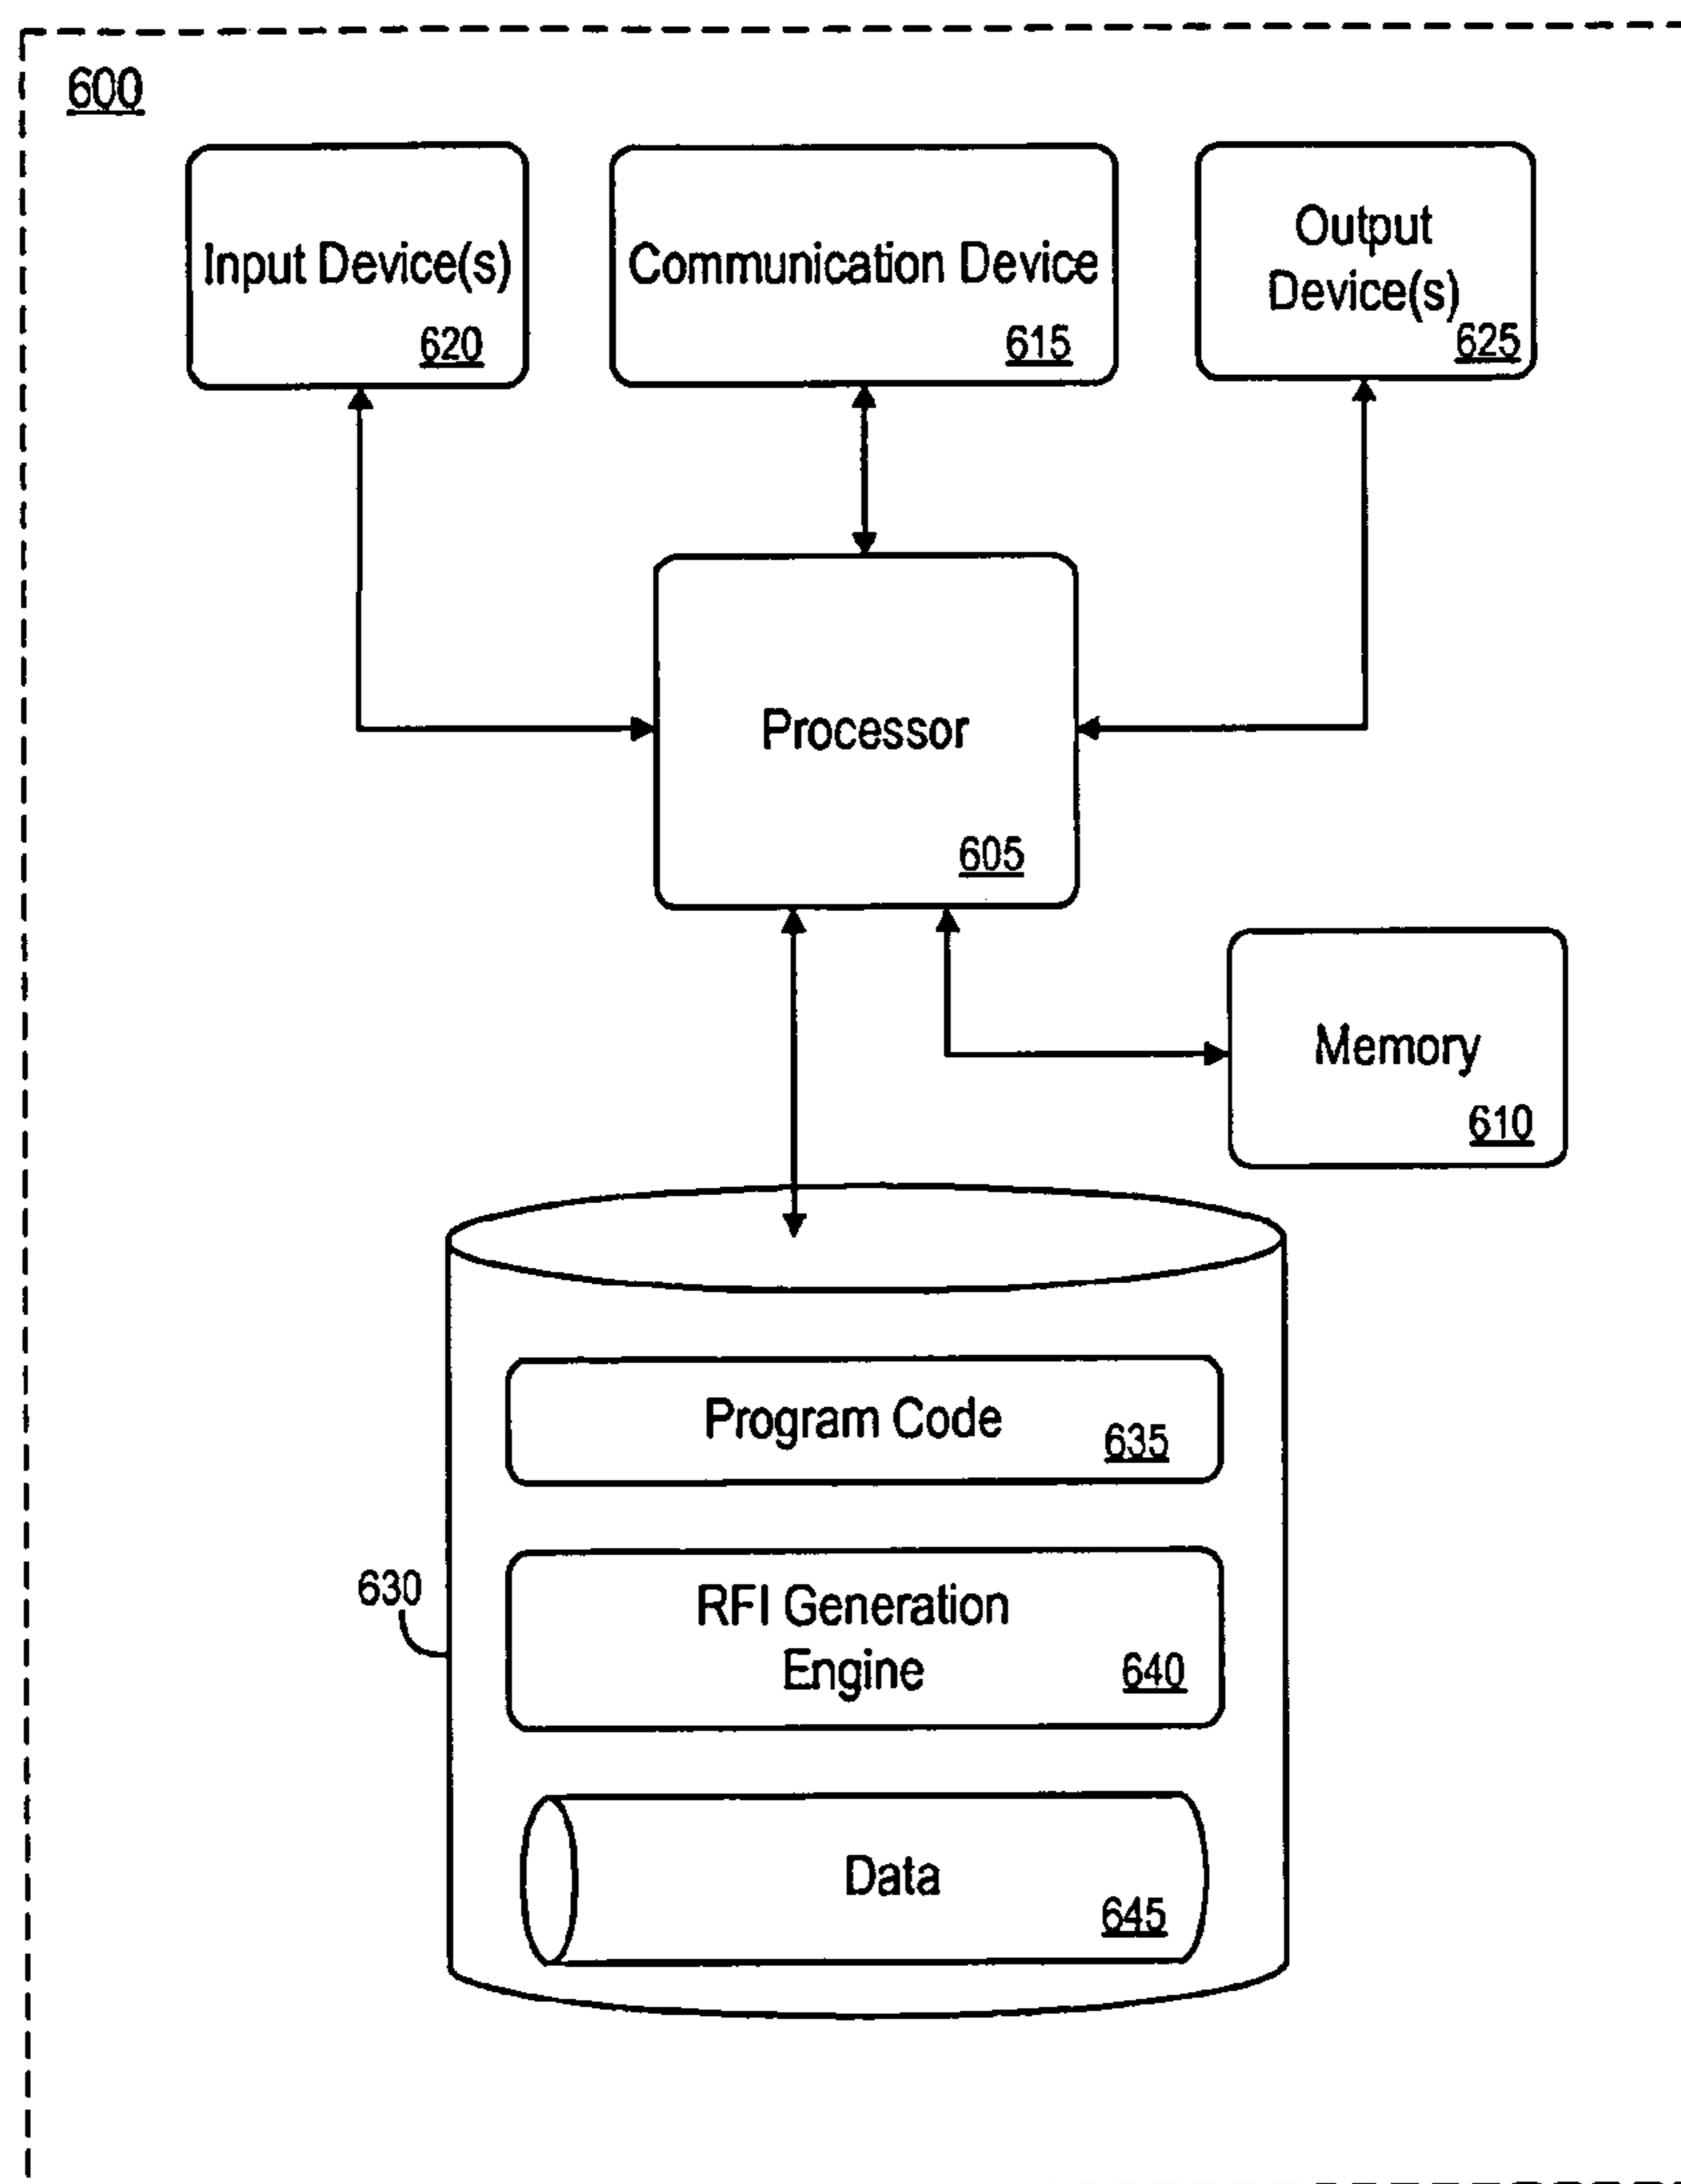 600
Input Device(s)
620
Communication Device
615
Output
Device(s)
625
Processor
605
Memory
610
Program Code
635
630
RFI Generation
Engine
640
Data
645